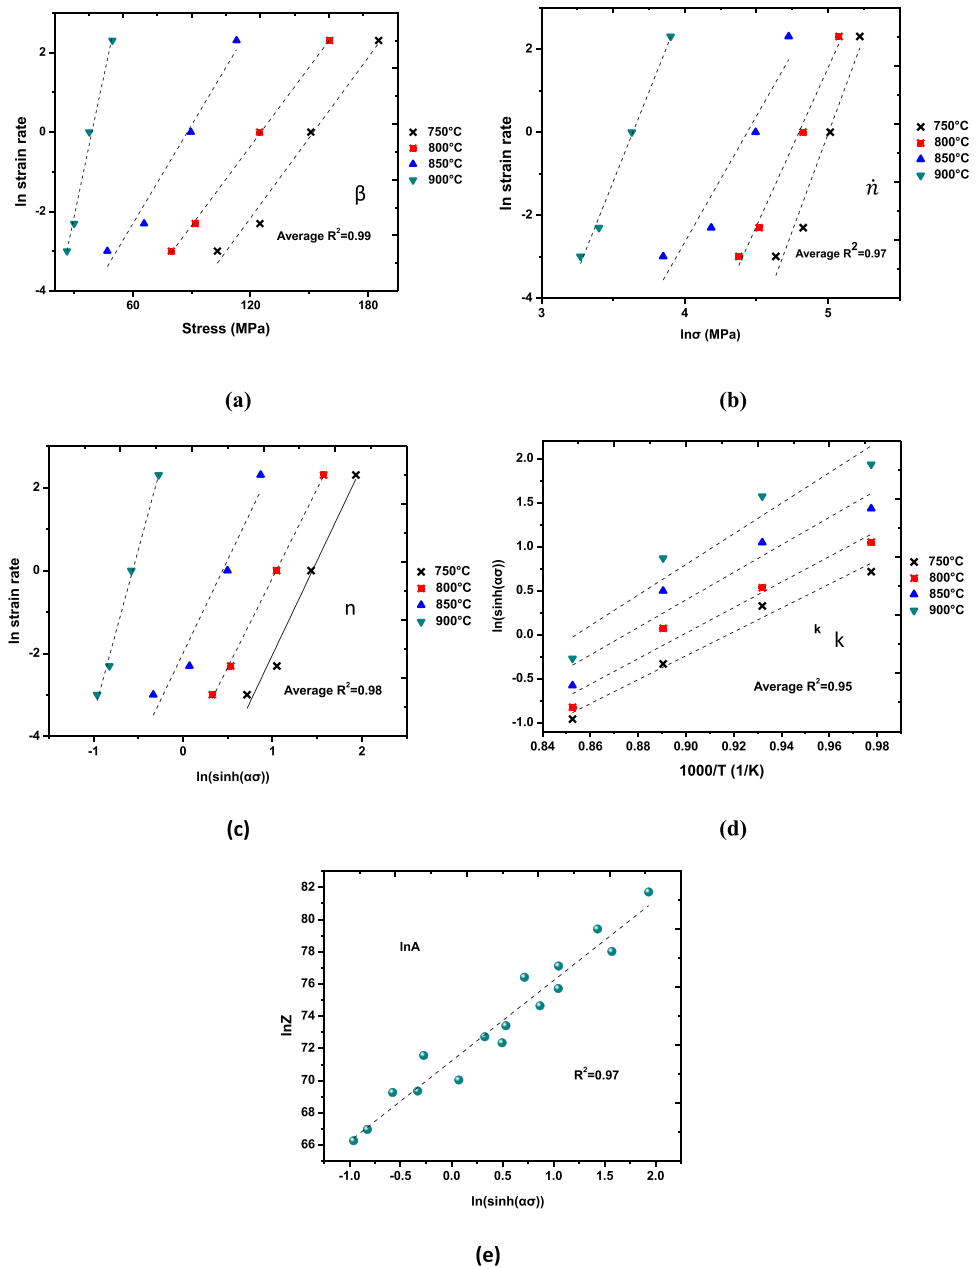 2
0
-2
-4
ln strain rate
60
120
180
Stress (MPa)
β
Average R²=0.99
750°C
800°C
850°C
900°C
(a)
2
0
-2
-4
ln strain rate
3
4
5
lnσ (MPa)
ṅ
Average R²=0.97
750°C
800°C
850°C
900°C
(b)
2
0
-2
-4
ln strain rate
-1
0
1
2
ln(sinh(ασ))
n
Average R²=0.98
750°C
800°C
850°C
900°C
(c)
2.0
1.5
1.0
0.5
0.0
-0.5
-1.0
ln(sinh(ασ))
0.84
0.86
0.88
0.90
0.92
0.94
0.96
0.98
1000/T (1/K)
k k
Average R²=0.95
750°C
800°C
850°C
900°C
(d)
82
80
78
76
74
72
70
68
66
lnZ
-1.0
-0.5
0.0
0.5
1.0
1.5
2.0
ln(sinh(ασ))
lnA
R²=0.97
(e)